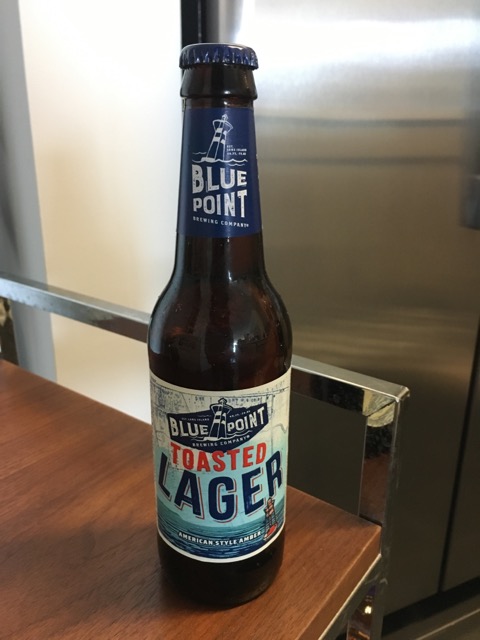 BLUE
POINT
BREWING COMPANY
BLUE POINT
BREWING COMPANY
TOASTED
LAGER
AMERICAN STYLE AMBER